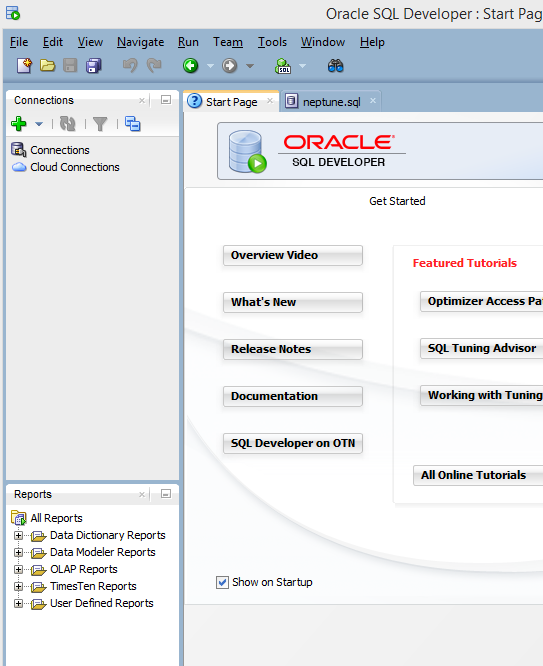 Oracle SQL Developer : Start Pag
File Edit View Navigate Run Team Tools Window Help
SQL
Connections
Connections
Cloud Connections
Start Page
neptune.sql
ORACLE
SQL DEVELOPER
Get Started
Overview Video
What's New
Release Notes
Documentation
SQL Developer on OTN
Featured Tutorials
Optimizer Access Pa
SQL Tuning Advisor
Working with Tuning
All Online Tutorials
Show on Startup
Reports
All Reports
Data Dictionary Reports
Data Modeler Reports
OLAP Reports
TimesTen Reports
User Defined Reports